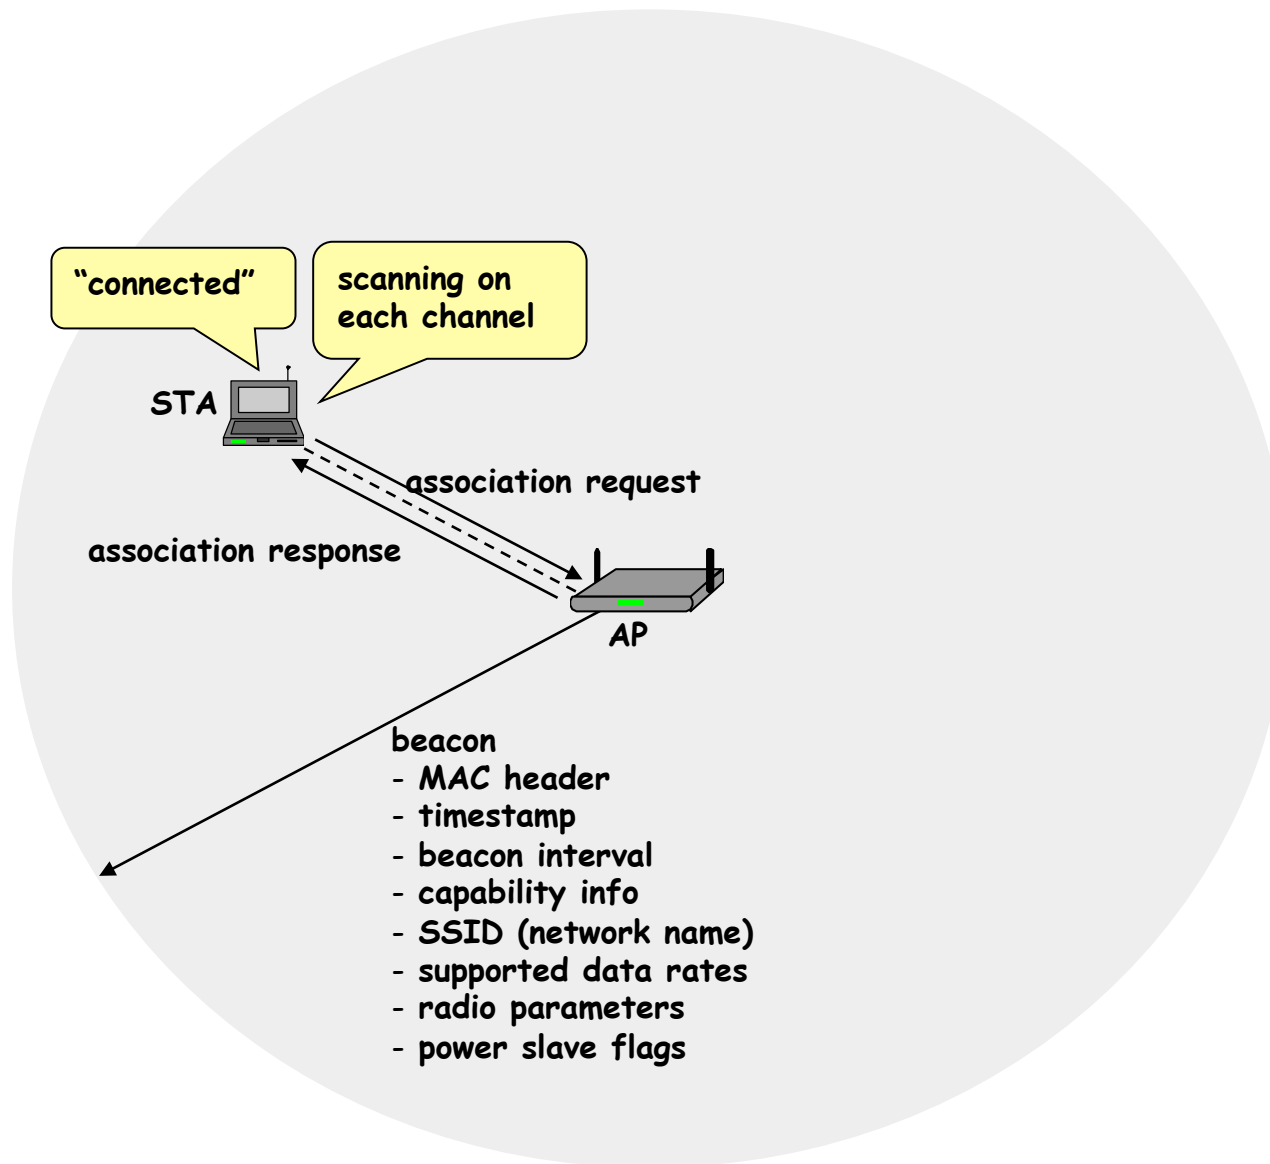 “connected”
scanning on
each channel
STA
association request
association response
AP
beacon
- MAC header
- timestamp
- beacon interval
- capability info
- SSID (network name)
- supported data rates
- radio parameters
- power slave flags